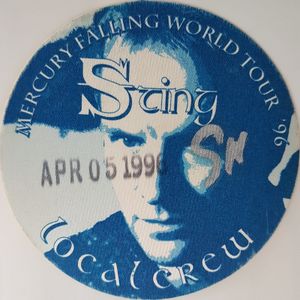 MERCURY FALLING WORLD TOUR '96
Sting
APR 05 1996
local crew